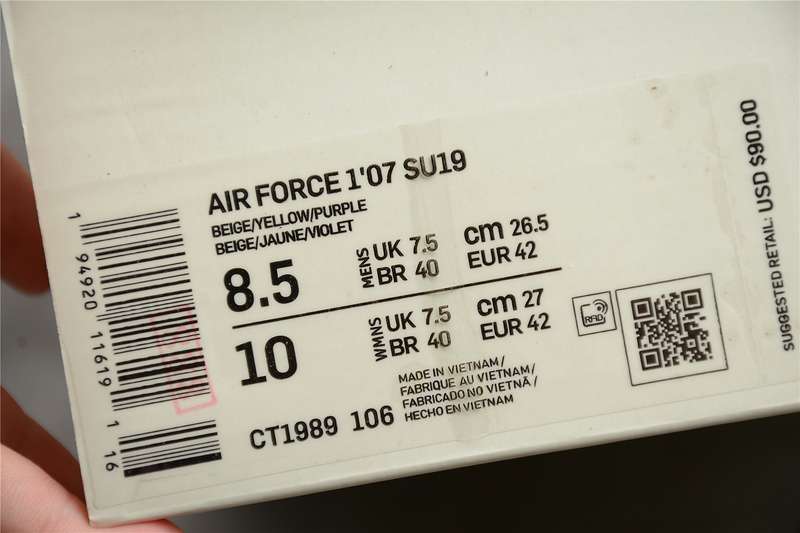 AIR FORCE 1'07 SU19
BEIGE/YELLOW/PURPLE
BEIGE/JAUNE/VIOLET
8.5
MENS
UK 7.5
BR 40
cm 26.5
EUR 42
10
WMNS
UK 7.5
BR 40
cm 27
EUR 42
MADE IN VIETNAM/
FABRIQUE AU VIETNAM/
FABRICADO NO VIETNÃ/
HECHO EN VIETNAM
CT1989 106
1 94920 11619 1 16
RFID
SUGGESTED RETAIL: USD $90.00